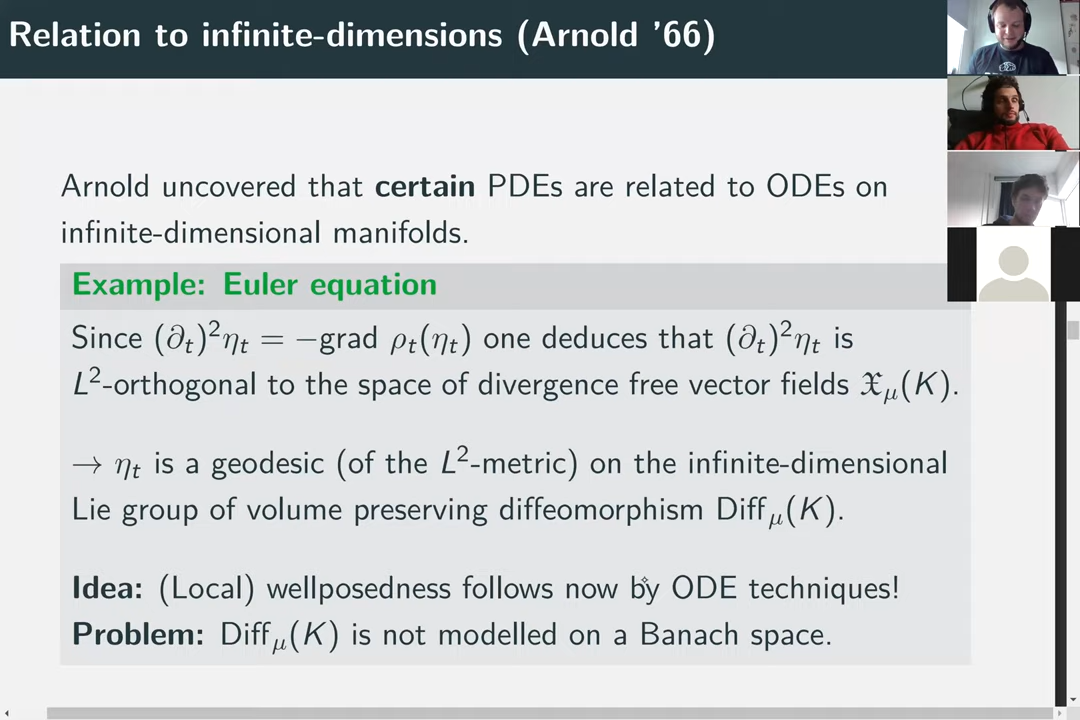 Relation to infinite-dimensions (Arnold ’66)
Arnold uncovered that certain PDEs are related to ODEs on
infinite-dimensional manifolds.
Example: Euler equation
Since (∂ₜ)²ηₜ = −grad ρₜ(ηₜ) one deduces that (∂ₜ)²ηₜ is
L²-orthogonal to the space of divergence free vector fields 𝔛_μ(K).
→ ηₜ is a geodesic (of the L²-metric) on the infinite-dimensional
Lie group of volume preserving diffeomorphism Diff_μ(K).
Idea: (Local) wellposedness follows now by ODE techniques!
Problem: Diff_μ(K) is not modelled on a Banach space.